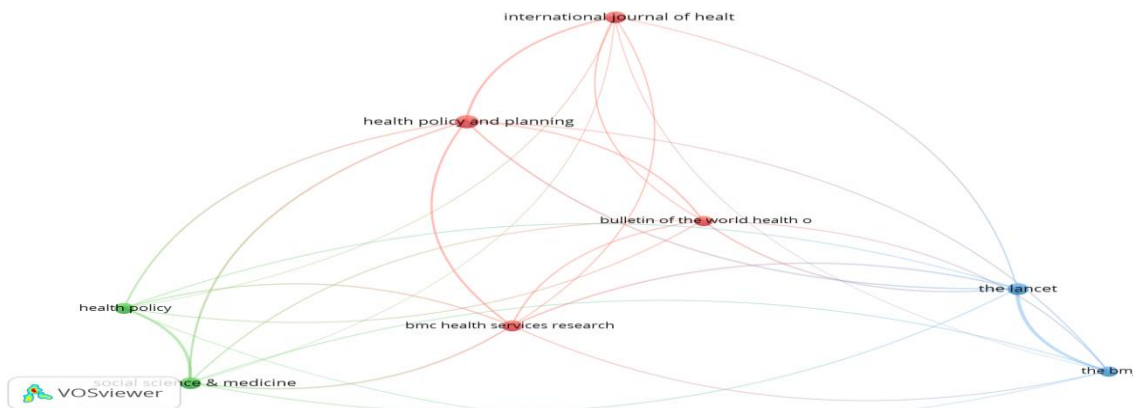 international journal of healt
health policy and planning
bulletin of the world health o
the lancet
health policy
bmc health services research
the bmj
social science & medicine
VOSviewer